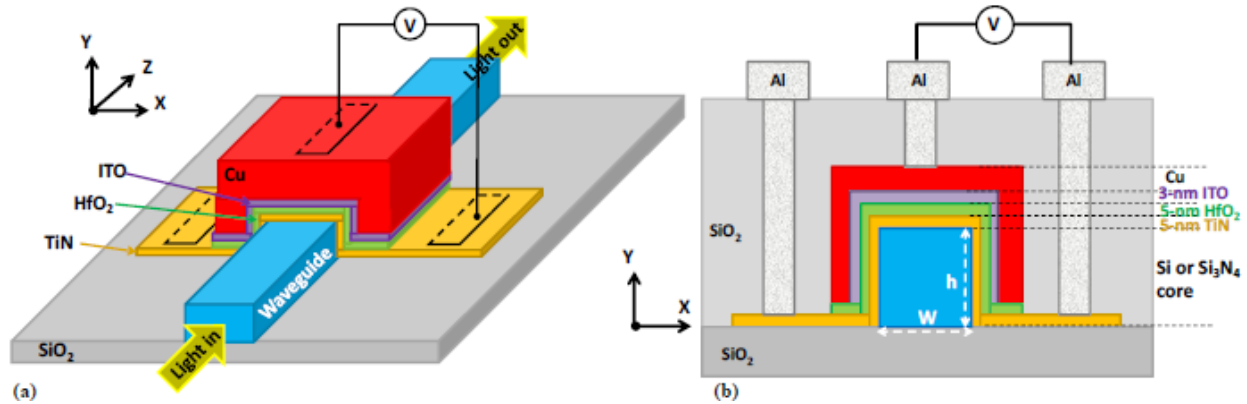 V
Y
Z
X
Light out
ITO
Cu
HfO2
TiN
Waveguide
SiO2
Light in
(a)
V
Al
Al
Al
Cu
3-nm ITO
5-nm HfO2
5-nm TiN
SiO2
Y
X
h
W
Si or Si3N4
core
SiO2
(b)